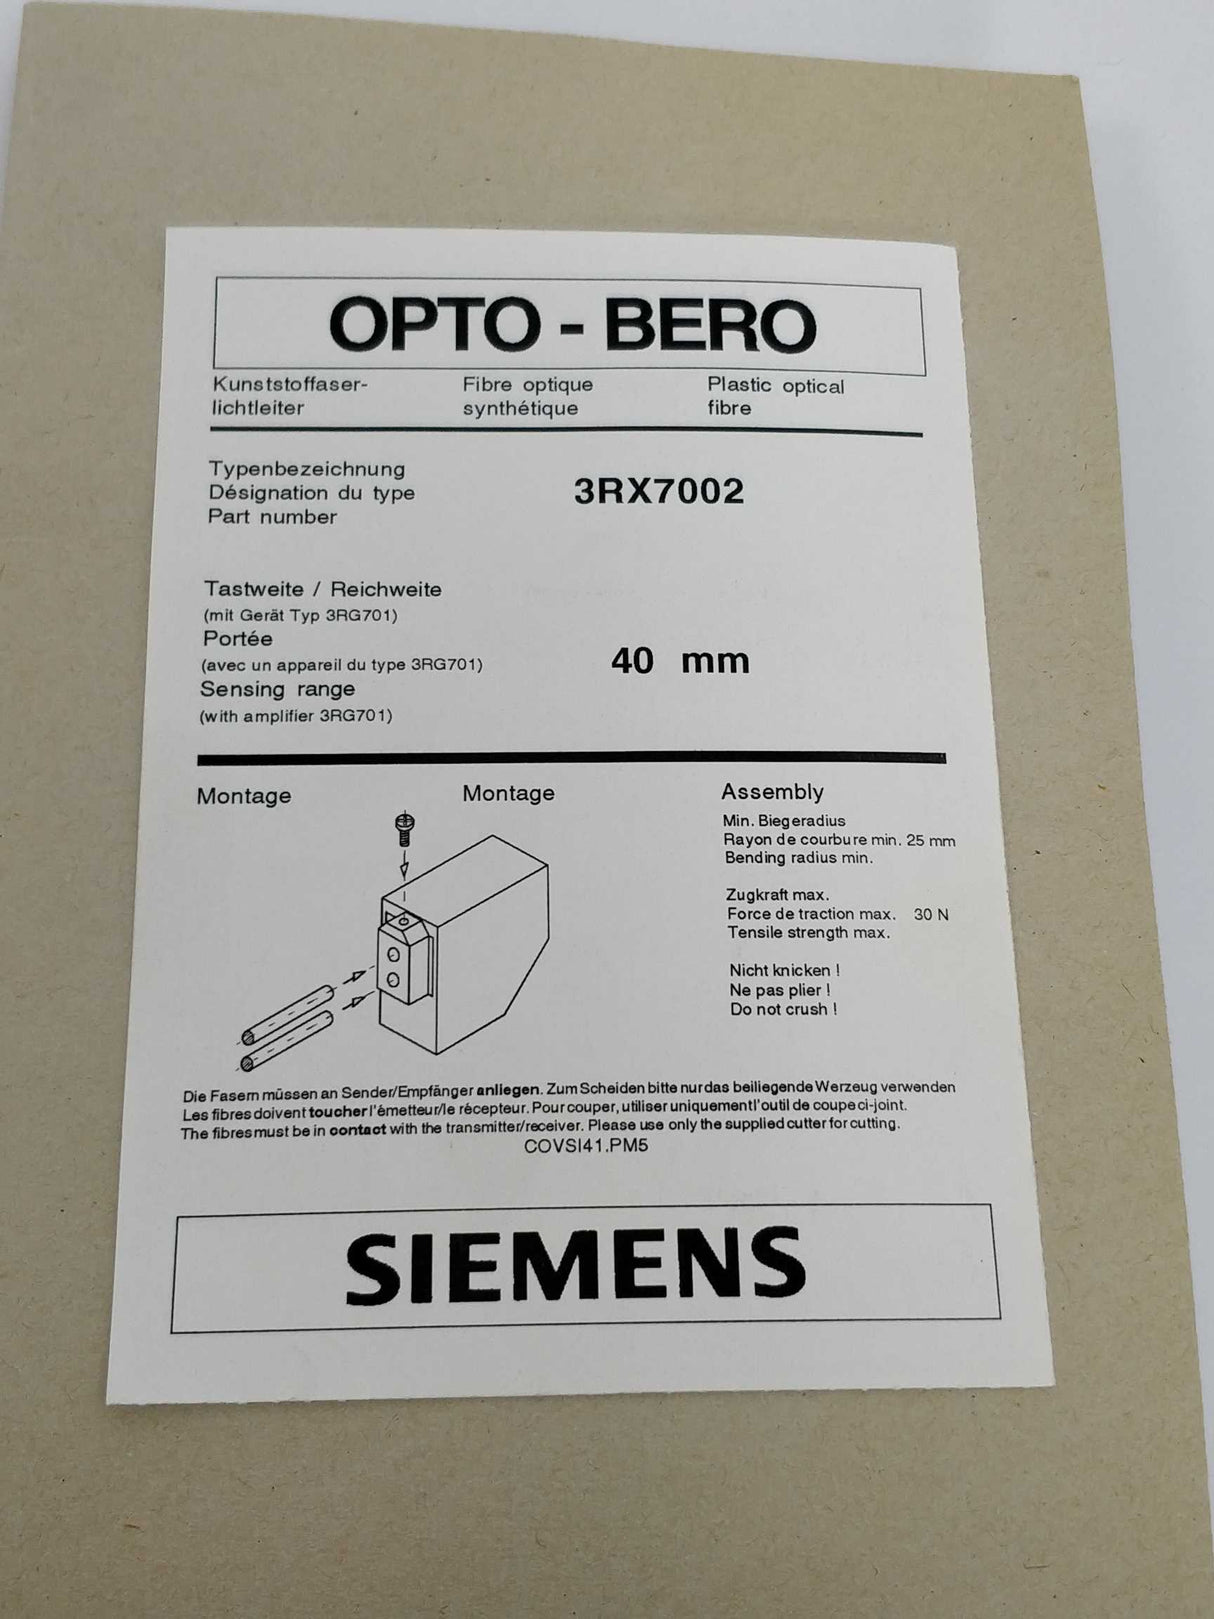 OPTO - BERO
Kunststoffaser-
lichtleiter
Fibre optique
synthétique
Plastic optical
fibre
Typenbezeichnung
Désignation du type
Part number
3RX7002
Tastweite / Reichweite
(mit Gerät Typ 3RG701)
Portée
(avec un appareil du type 3RG701)
Sensing range
(with amplifier 3RG701)
40 mm
Montage
Montage
Assembly
Min. Biegeradius
Rayon de courbure min. 25 mm
Bending radius min.
Zugkraft max.
Force de traction max. 30 N
Tensile strength max.
Nicht knicken !
Ne pas plier !
Do not crush !
Die Fasern müssen an Sender/Empfänger anliegen. Zum Scheiden bitte nur das beiliegende Werzeug verwenden
Les fibres doivent toucher l'émetteur/le récepteur. Pour couper, utiliser uniquement l'outil de coupe ci-joint.
The fibres must be in contact with the transmitter/receiver. Please use only the supplied cutter for cutting.
COVSI41.PM5
SIEMENS